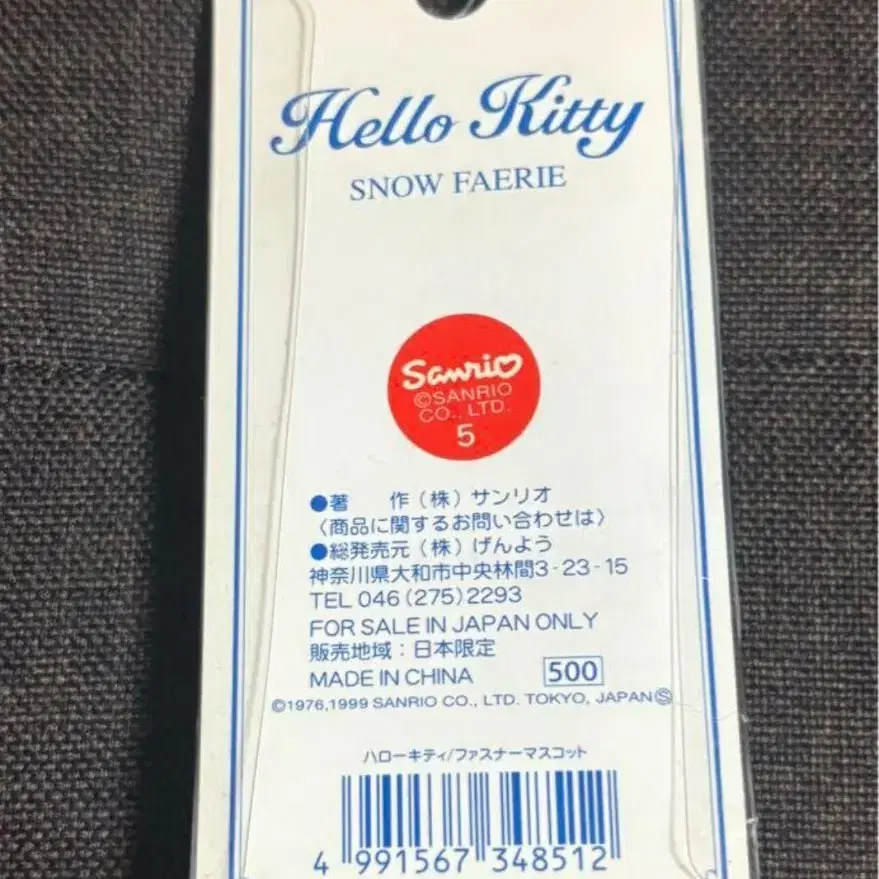 Hello Kitty
SNOW FAERIE
Sanrio
©SANRIO
CO., LTD.
5
●著　作（株）サンリオ
〈商品に関するお問い合わせは〉
●総発売元（株）げんよう
神奈川県大和市中央林間3-23-15
TEL 046(275)2293
FOR SALE IN JAPAN ONLY
販売地域：日本限定
MADE IN CHINA 500
©1976,1999 SANRIO CO., LTD. TOKYO, JAPAN Ⓢ
ハローキティ/ファスナーマスコット
4 991567 348512